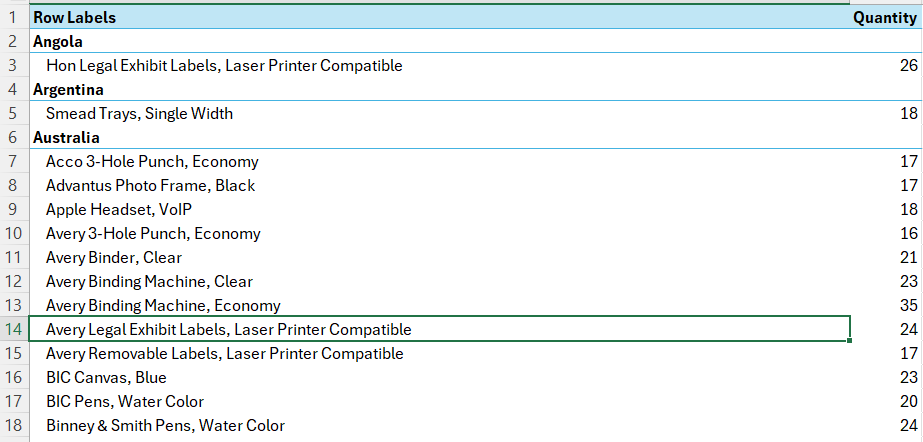 1 Row Labels Quantity
2 Angola
3 Hon Legal Exhibit Labels, Laser Printer Compatible 26
4 Argentina
5 Smead Trays, Single Width 18
6 Australia
7 Acco 3-Hole Punch, Economy 17
8 Advantus Photo Frame, Black 17
9 Apple Headset, VoIP 18
10 Avery 3-Hole Punch, Economy 16
11 Avery Binder, Clear 21
12 Avery Binding Machine, Clear 23
13 Avery Binding Machine, Economy 35
14 Avery Legal Exhibit Labels, Laser Printer Compatible 24
15 Avery Removable Labels, Laser Printer Compatible 17
16 BIC Canvas, Blue 23
17 BIC Pens, Water Color 20
18 Binney & Smith Pens, Water Color 24